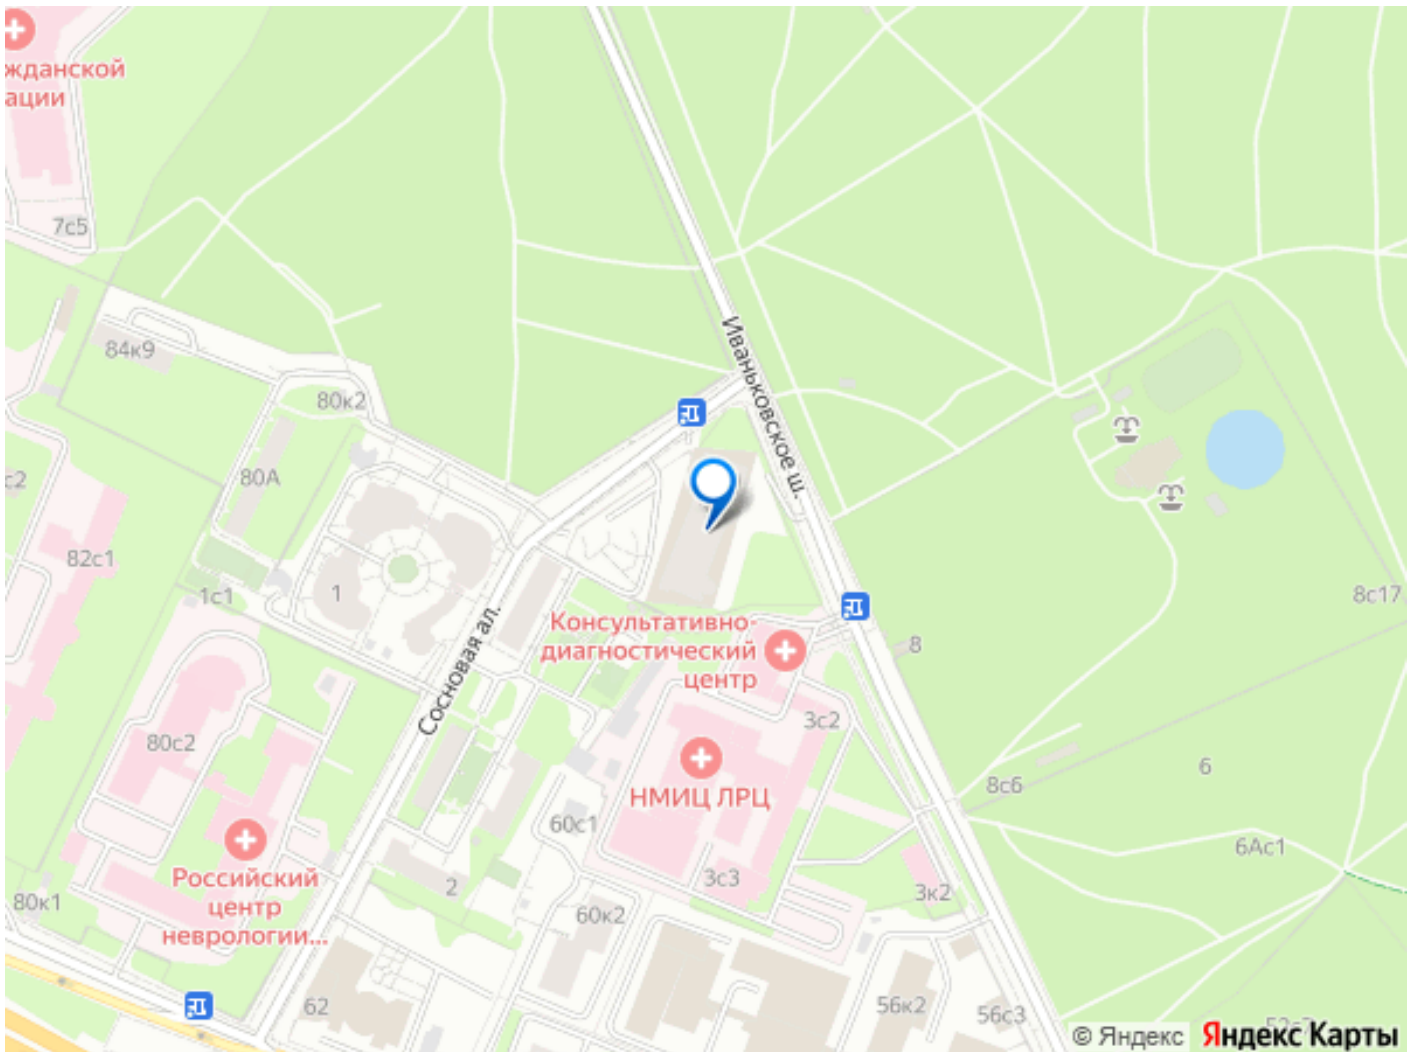 жданской
ации
7с5
84к9
80к2
Иваньковское ш.
с2
80А
82с1
1с1
1
8с17
Консультативно-
диагностический
центр
8
Сосновая ал.
3с2
80с2
6
8с6
НМИЦ ЛРЦ
60с1
6Ас1
Российский
центр
неврологии...
3с3
2
3к2
80к1
60к2
62
56к2
56с3
© Яндекс
Яндекс Карты